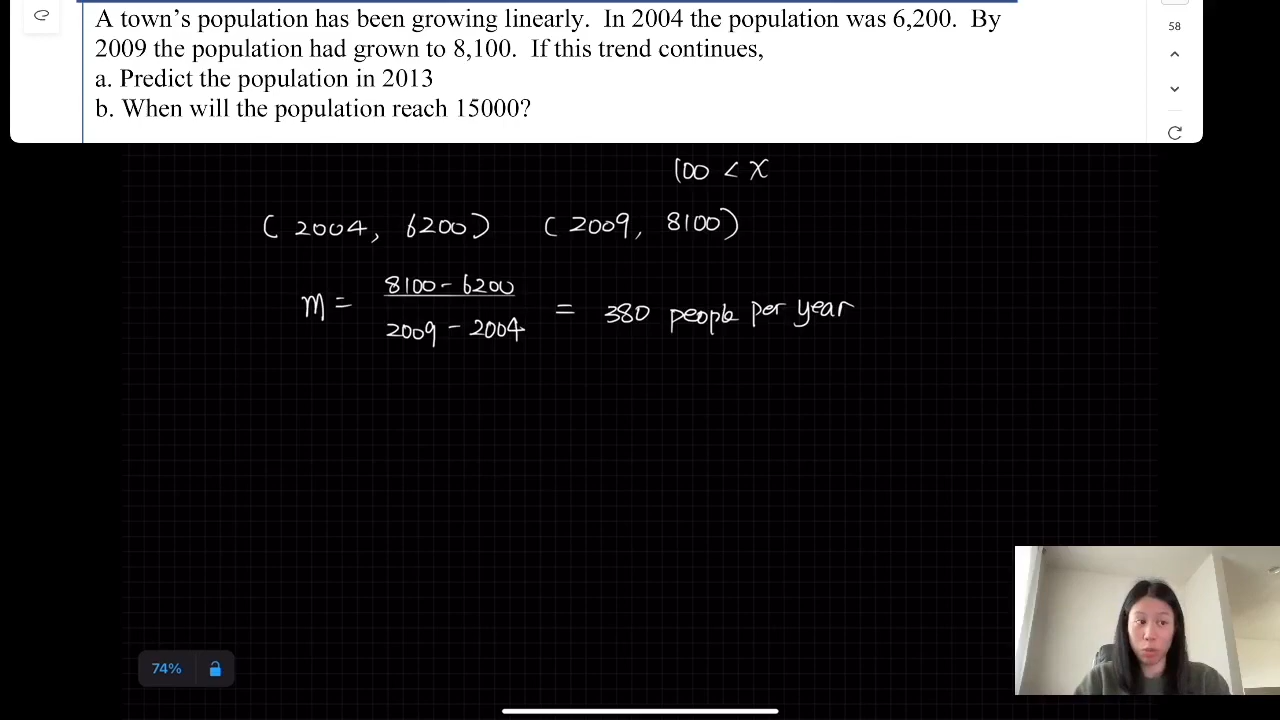 A town’s population has been growing linearly.  In 2004 the population was 6,200.  By
2009 the population had grown to 8,100.  If this trend continues,
a. Predict the population in 2013
b. When will the population reach 15000?
58
100 < x
(2004, 6200)   (2009, 8100)
m = 8100 - 6200 / 2009 - 2004 = 380 people per year
74%